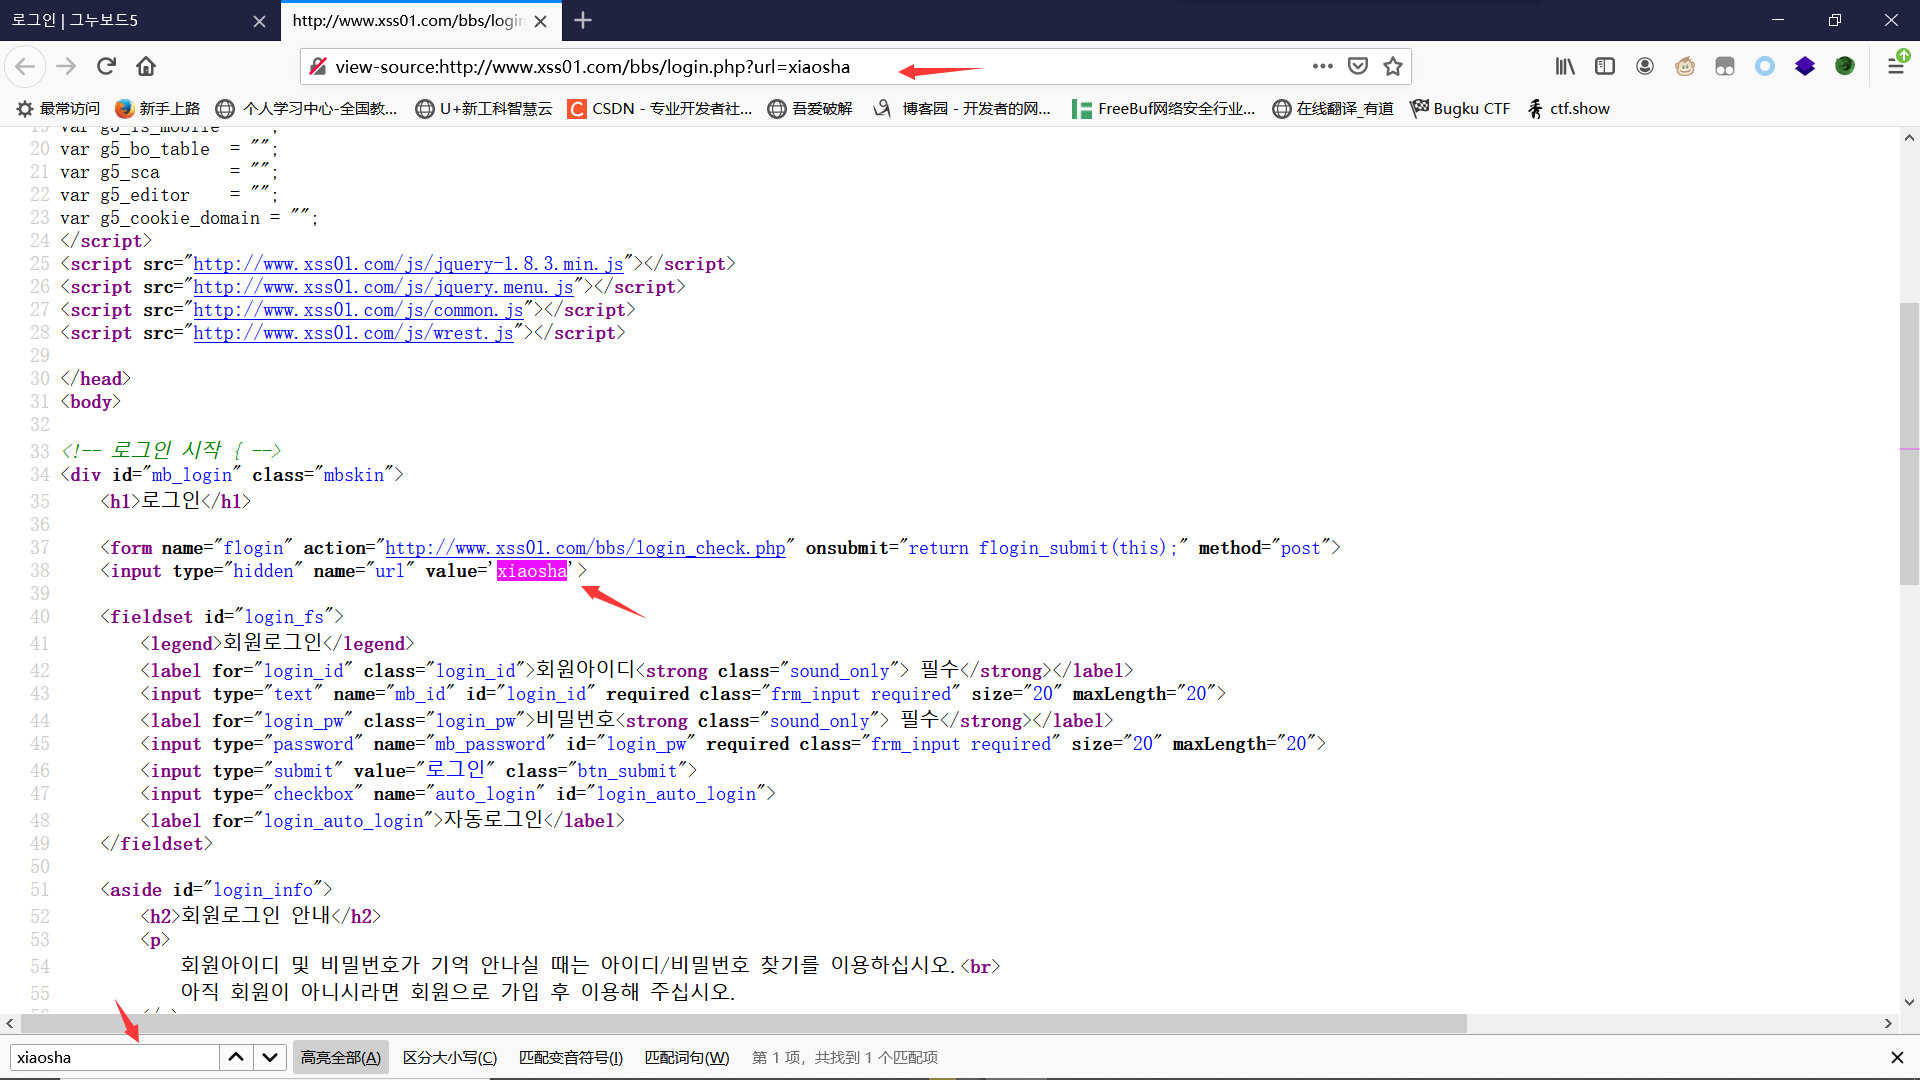 로그인 | 그누보드5
http://www.xss01.com/bbs/login
view-source:http://www.xss01.com/bbs/login.php?url=xiaosha
最常访问 新手上路 个人学习中心-全国教... U+新工科智慧云 CSDN - 专业开发者社... 吾爱破解 博客园 - 开发者的网... FreeBuf网络安全行业... 在线翻译_有道 Bugku CTF ctf.show
20 var g5_bo_table  = "";
21 var g5_sca       = "";
22 var g5_editor    = "";
23 var g5_cookie_domain = "";
24 </script>
25 <script src="http://www.xss01.com/js/jquery-1.8.3.min.js"></script>
26 <script src="http://www.xss01.com/js/jquery.menu.js"></script>
27 <script src="http://www.xss01.com/js/common.js"></script>
28 <script src="http://www.xss01.com/js/wrest.js"></script>
29
30 </head>
31 <body>
32
33 <!-- 로그인 시작 { -->
34 <div id="mb_login" class="mbskin">
35     <h1>로그인</h1>
36
37     <form name="flogin" action="http://www.xss01.com/bbs/login_check.php" onsubmit="return flogin_submit(this);" method="post">
38     <input type="hidden" name="url" value='xiaosha'>
39
40     <fieldset id="login_fs">
41         <legend>회원로그인</legend>
42         <label for="login_id" class="login_id">회원아이디<strong class="sound_only"> 필수</strong></label>
43         <input type="text" name="mb_id" id="login_id" required class="frm_input required" size="20" maxLength="20">
44         <label for="login_pw" class="login_pw">비밀번호<strong class="sound_only"> 필수</strong></label>
45         <input type="password" name="mb_password" id="login_pw" required class="frm_input required" size="20" maxLength="20">
46         <input type="submit" value="로그인" class="btn_submit">
47         <input type="checkbox" name="auto_login" id="login_auto_login">
48         <label for="login_auto_login">자동로그인</label>
49     </fieldset>
50
51     <aside id="login_info">
52         <h2>회원로그인 안내</h2>
53         <p>
54             회원아이디 및 비밀번호가 기억 안나실 때는 아이디/비밀번호 찾기를 이용하십시오.<br>
55             아직 회원이 아니시라면 회원으로 가입 후 이용해 주십시오.
xiaosha 高亮全部(A) 区分大小写(C) 匹配变音符号(I) 匹配词句(W) 第 1 项，共找到 1 个匹配项